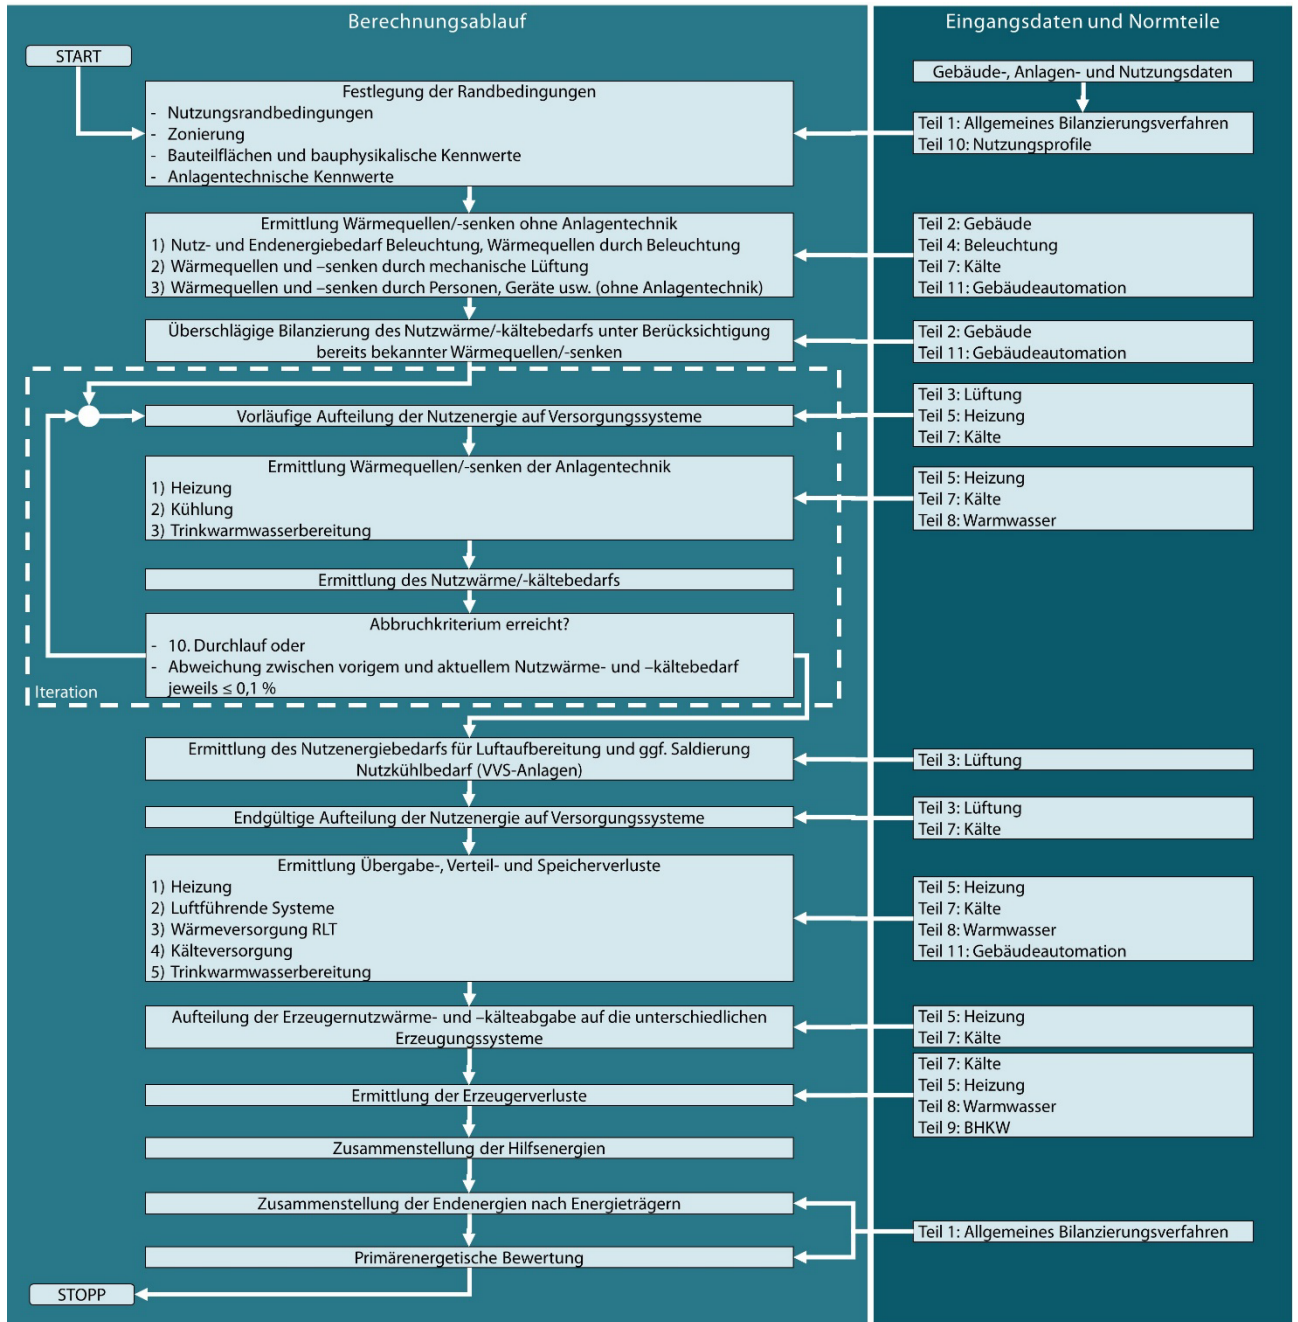 Berechnungsablauf
START
Festlegung der Randbedingungen
- Nutzungsrandbedingungen
- Zonierung
- Bauteilflächen und bauphysikalische Kennwerte
- Anlagentechnische Kennwerte
Ermittlung Wärmequellen/-senken ohne Anlagentechnik
1) Nutz- und Endenergiebedarf Beleuchtung, Wärmequellen durch Beleuchtung
2) Wärmequellen und –senken durch mechanische Lüftung
3) Wärmequellen und –senken durch Personen, Geräte usw. (ohne Anlagentechnik)
Überschlägige Bilanzierung des Nutzwärme/-kältebedarfs unter Berücksichtigung
bereits bekannter Wärmequellen/-senken
Vorläufige Aufteilung der Nutzenergie auf Versorgungssysteme
Ermittlung Wärmequellen/-senken der Anlagentechnik
1) Heizung
2) Kühlung
3) Trinkwarmwasserbereitung
Ermittlung des Nutzwärme/-kältebedarfs
Abbruchkriterium erreicht?
- 10. Durchlauf oder
- Abweichung zwischen vorigem und aktuellem Nutzwärme- und –kältebedarf
jeweils ≤ 0,1 %
Iteration
Ermittlung des Nutzenergiebedarfs für Luftaufbereitung und ggf. Saldierung
Nutzkühlbedarf (VVS-Anlagen)
Endgültige Aufteilung der Nutzenergie auf Versorgungssysteme
Ermittlung Übergabe-, Verteil- und Speicherverluste
1) Heizung
2) Luftführende Systeme
3) Wärmeversorgung RLT
4) Kälteversorgung
5) Trinkwarmwasserbereitung
Aufteilung der Erzeugernutzwärme- und –kälteabgabe auf die unterschiedlichen
Erzeugungssysteme
Ermittlung der Erzeugerverluste
Zusammenstellung der Hilfsenergien
Zusammenstellung der Endenergien nach Energieträgern
Primärenergetische Bewertung
STOPP
Eingangsdaten und Normteile
Gebäude-, Anlagen- und Nutzungsdaten
Teil 1: Allgemeines Bilanzierungsverfahren
Teil 10: Nutzungsprofile
Teil 2: Gebäude
Teil 4: Beleuchtung
Teil 7: Kälte
Teil 11: Gebäudeautomation
Teil 2: Gebäude
Teil 11: Gebäudeautomation
Teil 3: Lüftung
Teil 5: Heizung
Teil 7: Kälte
Teil 5: Heizung
Teil 7: Kälte
Teil 8: Warmwasser
Teil 3: Lüftung
Teil 3: Lüftung
Teil 7: Kälte
Teil 5: Heizung
Teil 7: Kälte
Teil 8: Warmwasser
Teil 11: Gebäudeautomation
Teil 5: Heizung
Teil 7: Kälte
Teil 7: Kälte
Teil 5: Heizung
Teil 8: Warmwasser
Teil 9: BHKW
Teil 1: Allgemeines Bilanzierungsverfahren